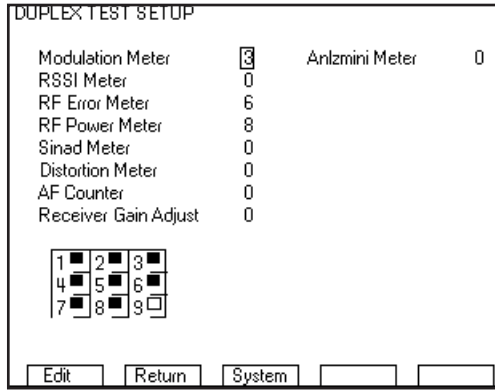 DUPLEX TEST SETUP
Modulation Meter 3 Anlzmini Meter 0
RSSI Meter 0
RF Error Meter 6
RF Power Meter 8
Sinad Meter 0
Distortion Meter 0
AF Counter 0
Receiver Gain Adjust 0
1 2 3
4 5 6
7 8 9
Edit Return System